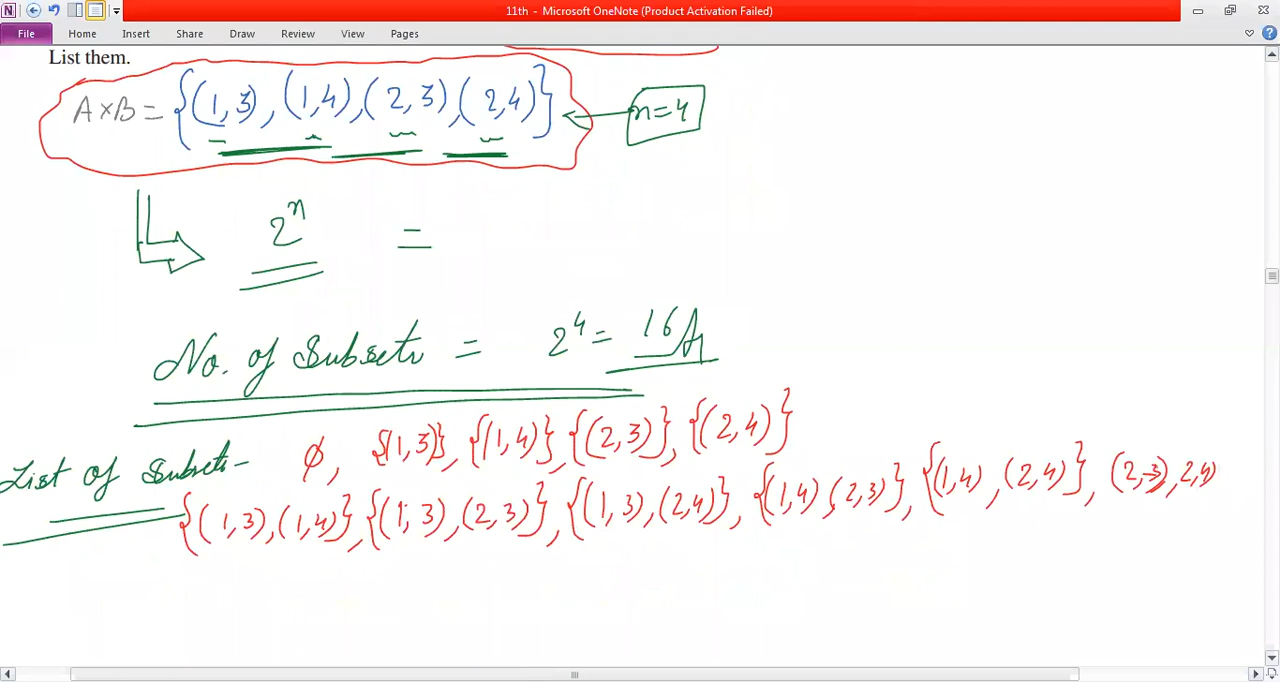 11th - Microsoft OneNote (Product Activation Failed)
File Home Insert Share Draw Review View Pages
List them.
A×B = {(1,3), (1,4), (2,3), (2,4)} n=4
2ⁿ =
No. of Subsets = 2⁴ = 16 A
List of Subsets - φ, {(1,3)}, {(1,4)}, {(2,3)}, {(2,4)}
{(1,3),(1,4)}, {(1,3),(2,3)}, {(1,3),(2,4)}, {(1,4),(2,3)}, {(1,4),(2,4)}, (2,3),2,4)